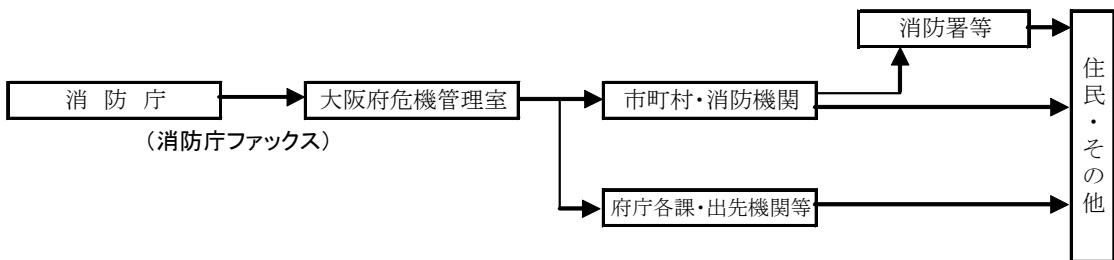 消防署等
消防庁
大阪府危機管理室
市町村・消防機関
（消防庁ファックス）
府庁各課・出先機関等
住民・その他